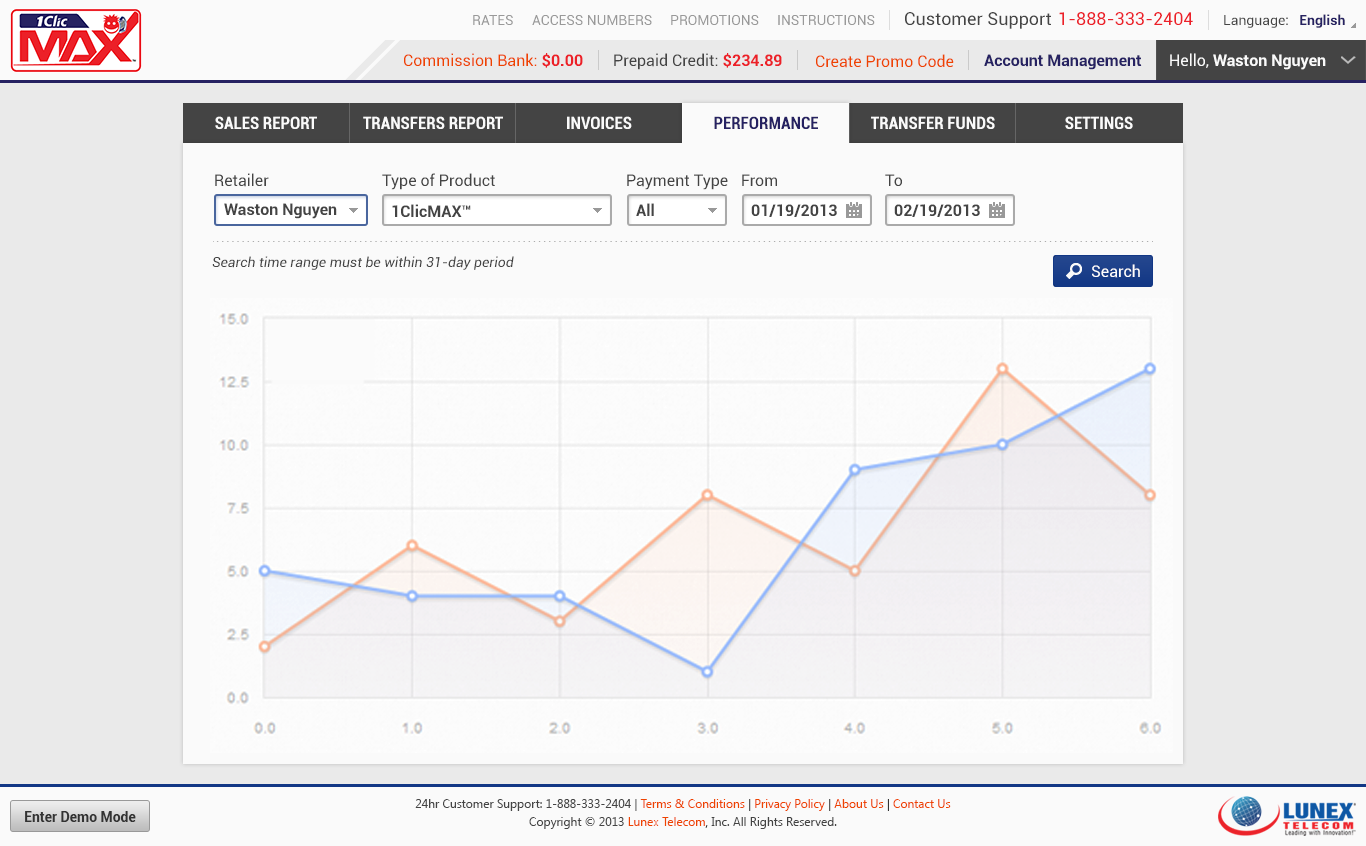 1Clic
MAX™
RATES ACCESS NUMBERS PROMOTIONS INSTRUCTIONS Customer Support 1-888-333-2404 Language: English
Commission Bank: $0.00 Prepaid Credit: $234.89 Create Promo Code Account Management Hello, Waston Nguyen
SALES REPORT TRANSFERS REPORT INVOICES PERFORMANCE TRANSFER FUNDS SETTINGS
Retailer Type of Product Payment Type From To
Waston Nguyen 1ClicMAX™ All 01/19/2013 02/19/2013
Search time range must be within 31-day period
Search
15.0
12.5
10.0
7.5
5.0
2.5
0.0
0.0 1.0 2.0 3.0 4.0 5.0 6.0
Enter Demo Mode
24hr Customer Support: 1-888-333-2404 | Terms & Conditions | Privacy Policy | About Us | Contact Us
Copyright © 2013 Lunex Telecom, Inc. All Rights Reserved.
LUNEX
TELECOM
Leading with Innovation!